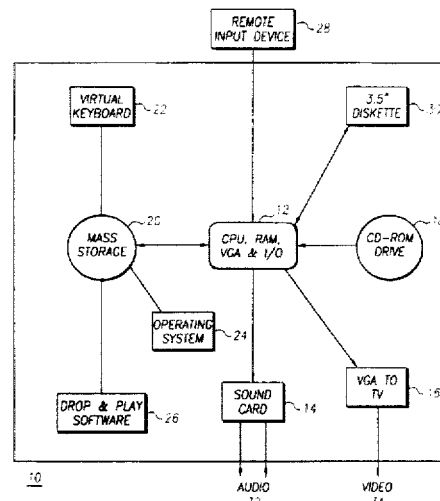 REMOTE
INPUT DEVICE
28
VIRTUAL
KEYBOARD
22
3.5"
DISKETTE
12
20
MASS
STORAGE
CPU, RAM,
VGA & I/O
CD-ROM
DRIVE
OPERATING
SYSTEM
24
DROP & PLAY
SOFTWARE
26
SOUND
CARD
14
VGA TO
TV
16
10
AUDIO
VIDEO